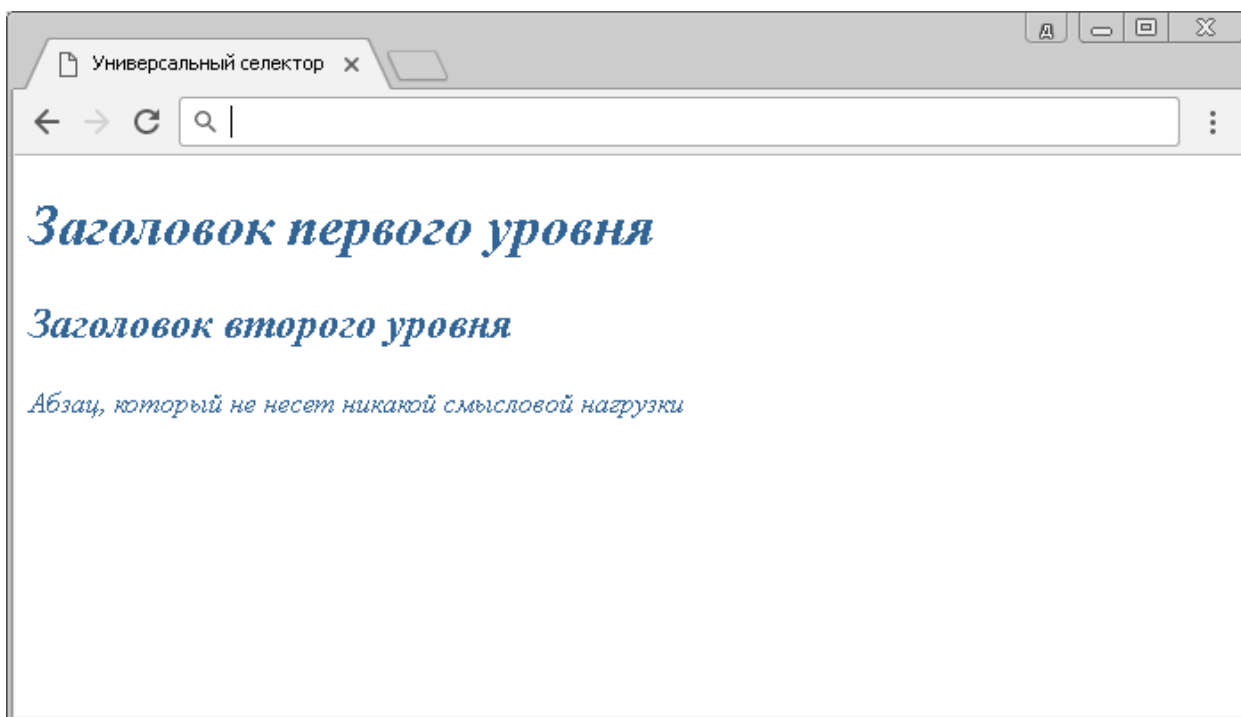 Д
Универсальный селектор
Заголовок первого уровня
Заголовок второго уровня
Абзац, который не несет никакой смысловой нагрузки